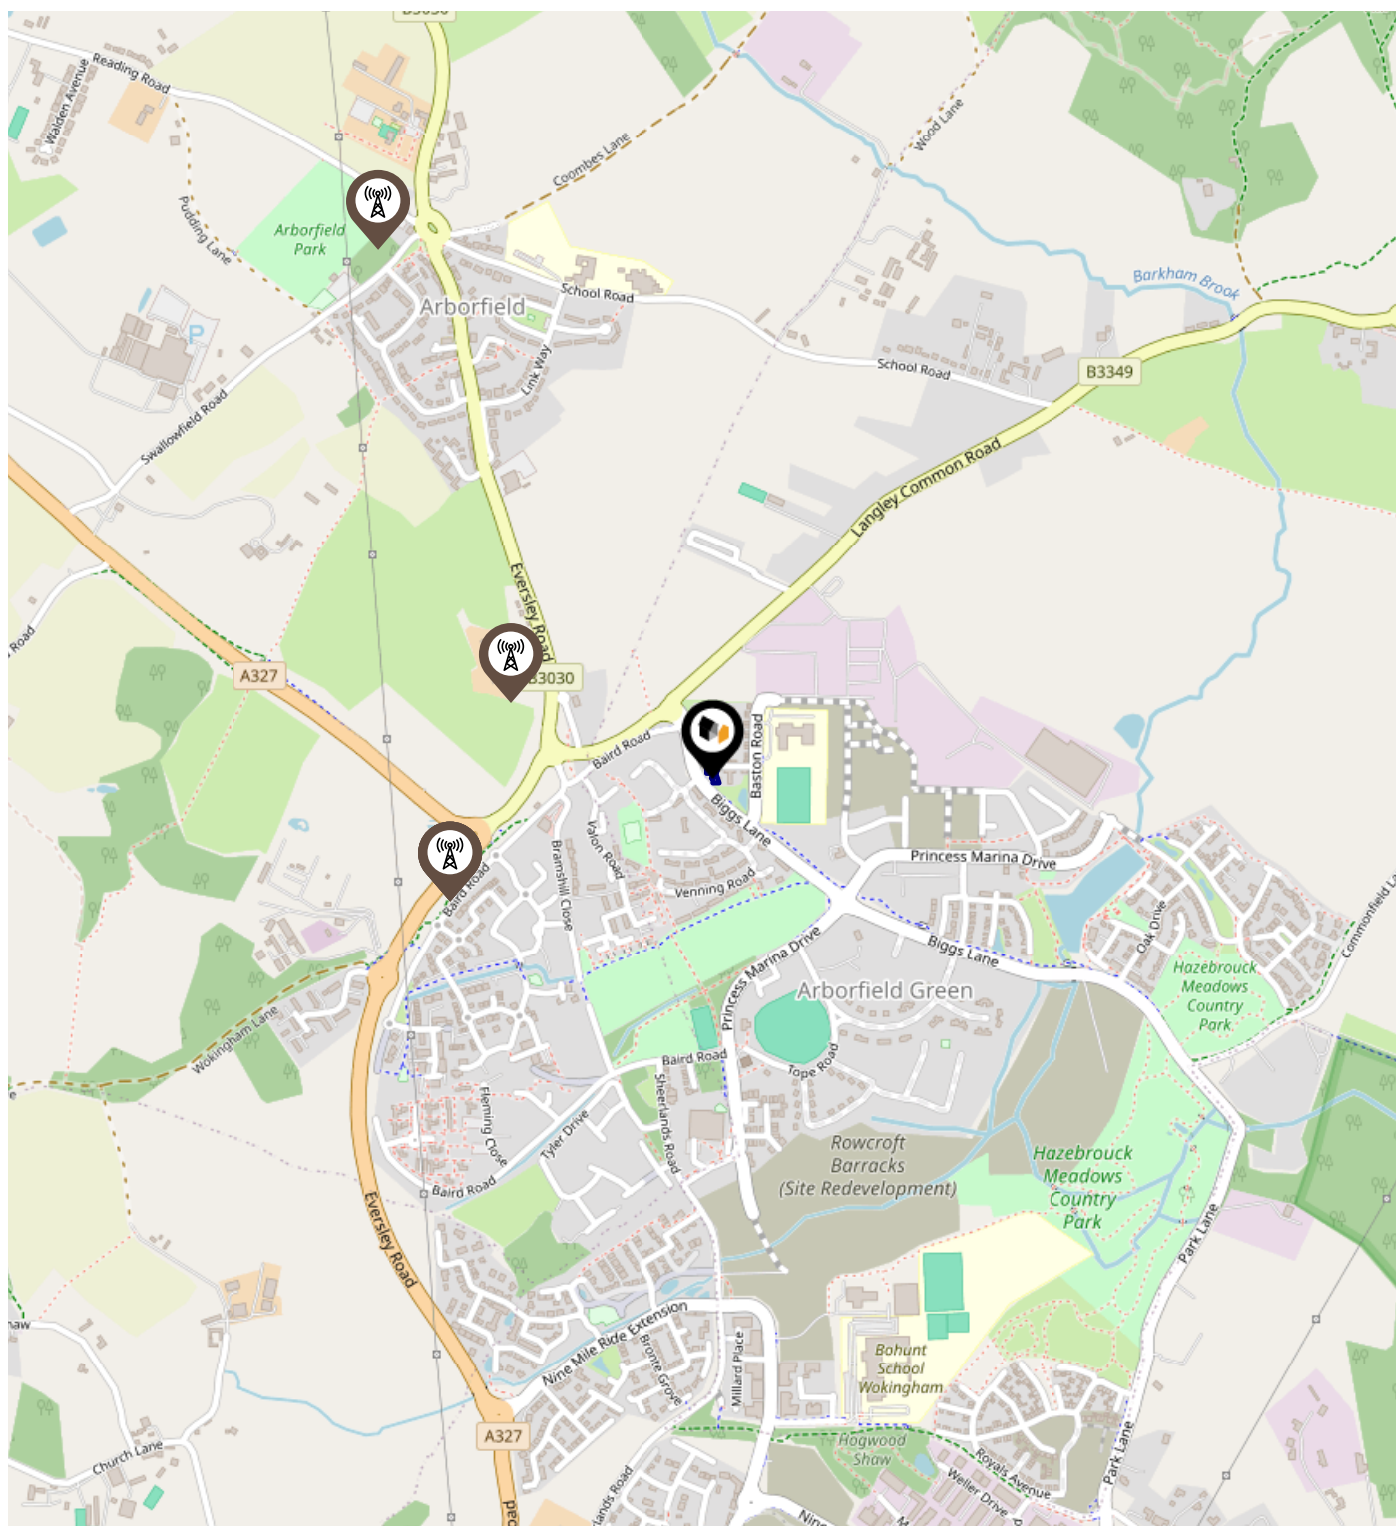 Reading Road
Walden Avenue
Wood Lane
Coombes Lane
Pudding Lane
Arborfield
Park
Barkham Brook
School Road
Arborfield
P
Link Way
School Road
B3349
Swallowfield Road
Langley Common Road
Eversley Road
Road
A327
B3030
Baird Road
Baston Road
Biggs Lane
Valon Road
Bramshill Close
Princess Marina Drive
Venning Road
Baird Road
Commonfield La
Oak Drive
Princess Marina Drive
Biggs Lane
Hazebrouck
Meadows
Country
Park
Arborfield Green
Wokingham Lane
Baird Road
Tope Road
Sheerlands Road
Fleming Close
Tyler Drive
Rowcroft
Barracks
(Site Redevelopment)
Hazebrouck
Meadows
Country
Park
Baird Road
Eversley Road
Park Lane
Nine Mile Ride Extension
Bronte Grove
Millard Place
Bohunt
School
Wokingham
A327
Church Lane
Hogwood
Shaw
Park Lane
Royals Avenue
Weller Drive
lands Road
Nine